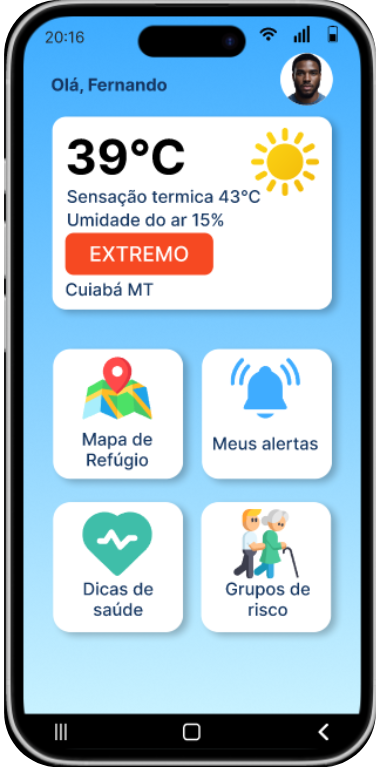 20:16
Olá, Fernando
39°C
Sensação termica 43°C
Umidade do ar 15%
EXTREMO
Cuiabá MT
Mapa de
Refúgio
Meus alertas
Dicas de
saúde
Grupos de
risco